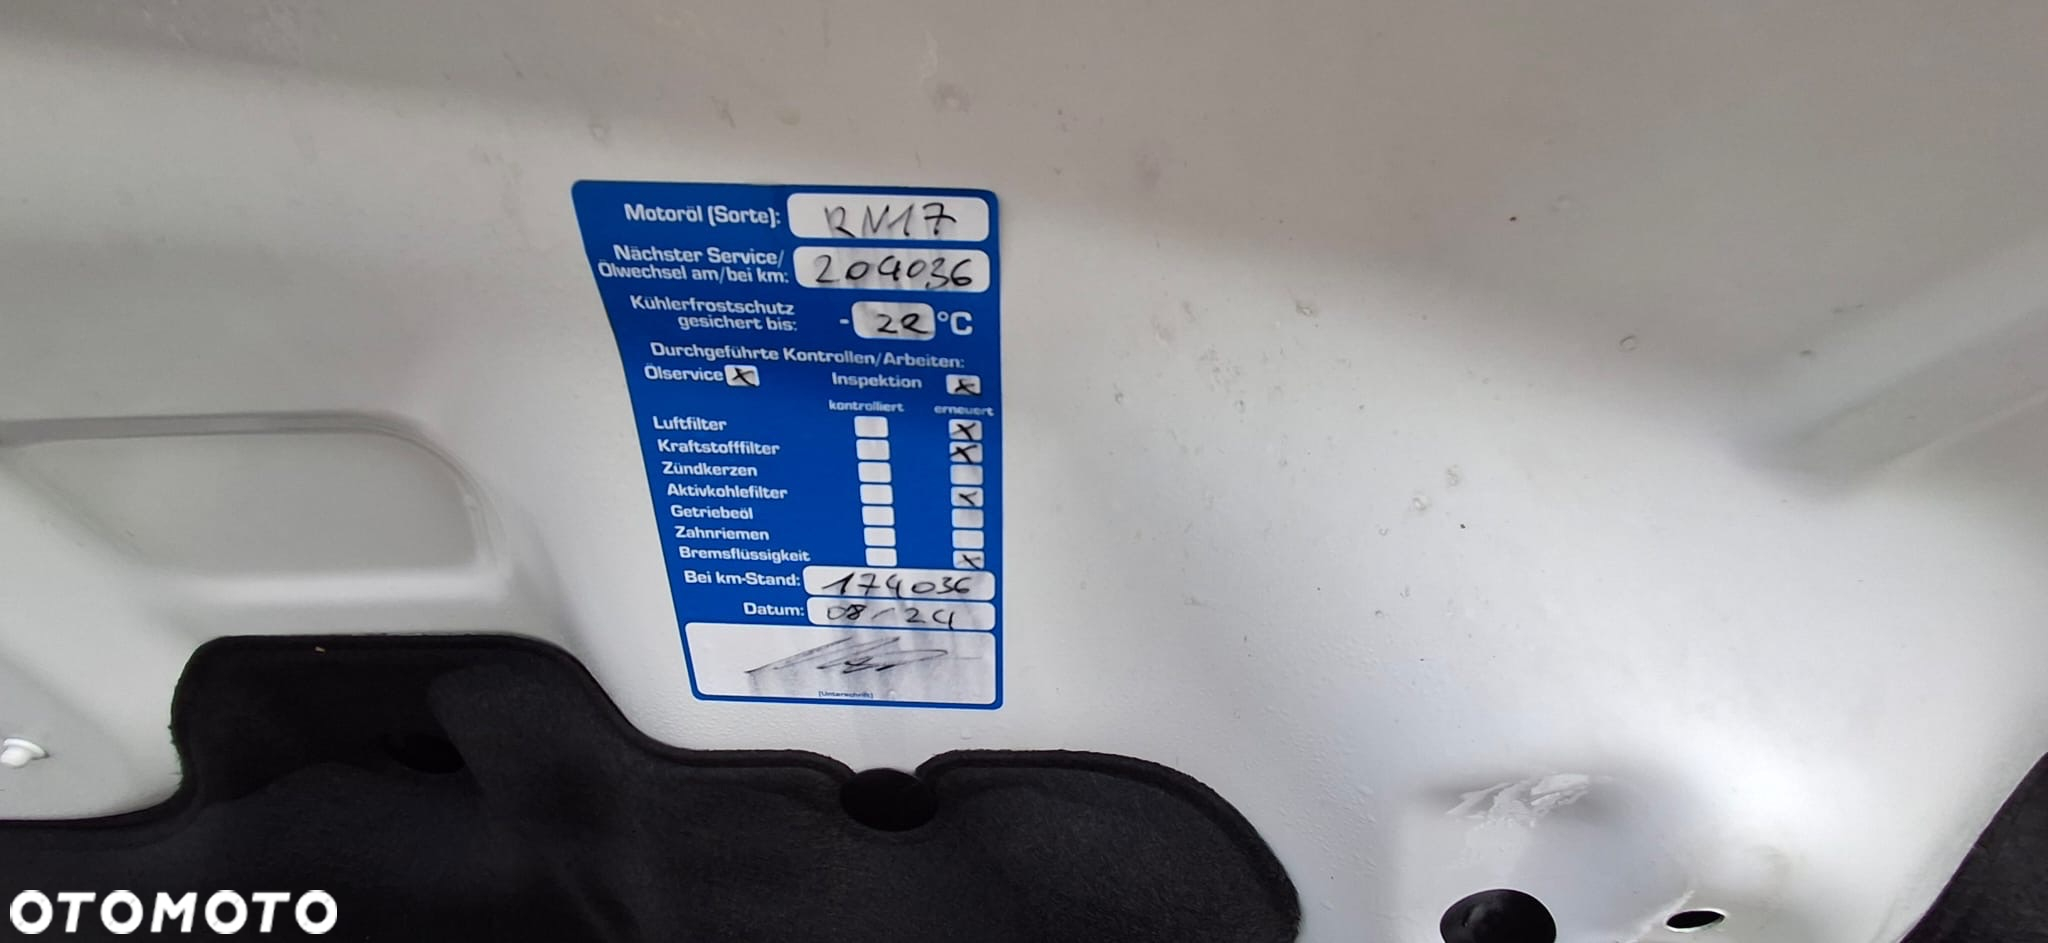 Motoröl (Sorte): RN17
Nächster Service/
Ölwechsel am/bei km: 204036
Kühlerfrostschutz
gesichert bis: - 22 °C
Durchgeführte Kontrollen/Arbeiten:
Ölservice x Inspektion x
kontrolliert erneuert
Luftfilter x
Kraftstofffilter x
Zündkerzen
Aktivkohlefilter x
Getriebeöl
Zahnriemen
Bremsflüssigkeit x
Bei km-Stand: 174036
Datum: 08/24
(Unterschrift)
OTOMOTO